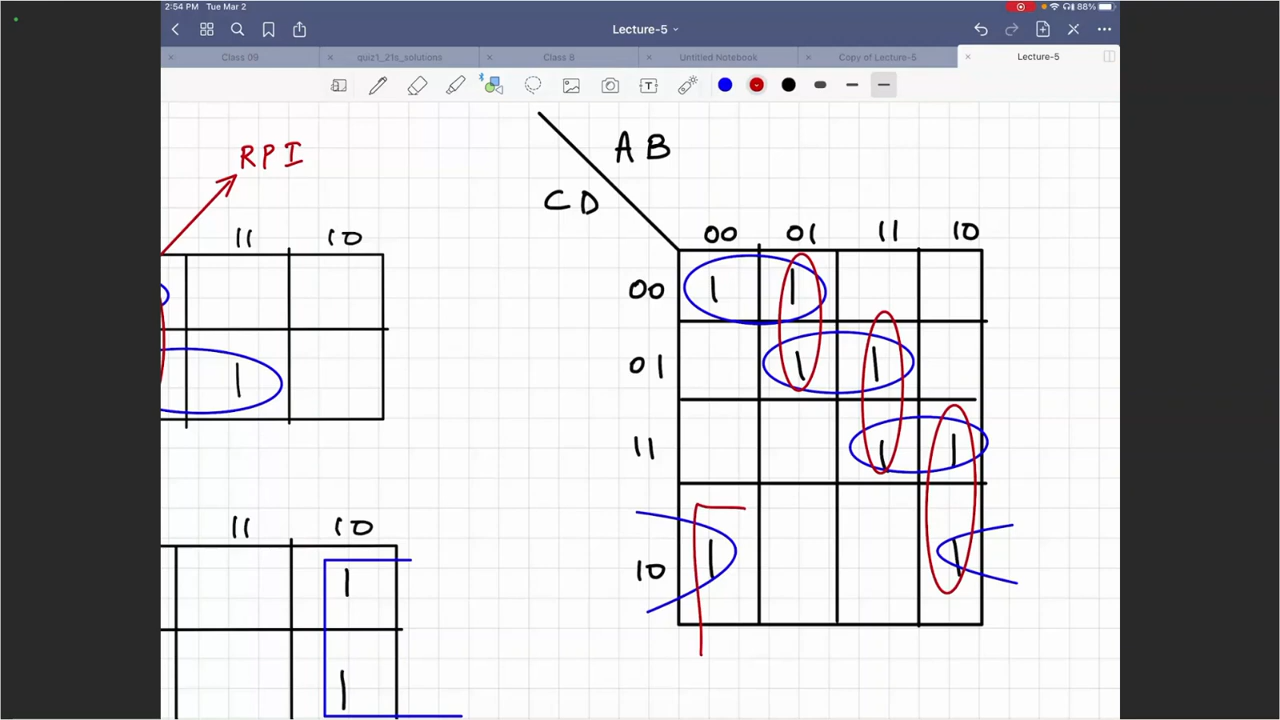 2:54 PM Tue Mar 2
88%
Lecture-5
Class 09
quiz1_21s_solutions
Class 8
Untitled Notebook
Copy of Lecture-5
Lecture-5
T
RPI
AB
CD
11 10
00 01 11 10
00 1 1
01 1 1
1
11 1 1
11 10
10 1 1
1
1